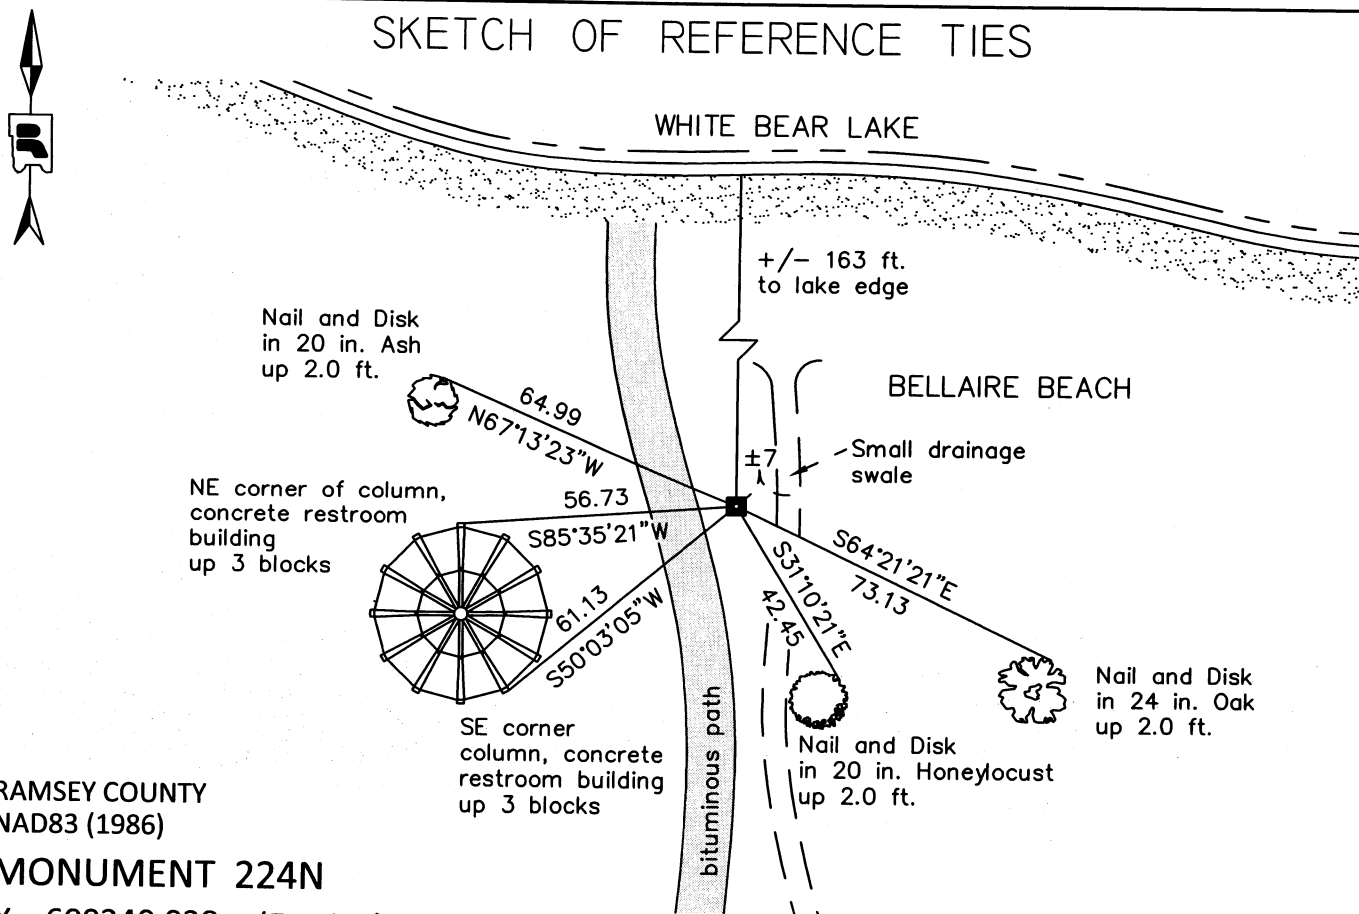 SKETCH OF REFERENCE TIES
WHITE BEAR LAKE
+/- 163 ft.
to lake edge
Nail and Disk
in 20 in. Ash
up 2.0 ft.
64.99
N67°13'23"W
BELLAIRE BEACH
±7
Small drainage
swale
NE corner of column,
concrete restroom
building
up 3 blocks
56.73
S85°35'21"W
61.13
S50°03'05"W
S64°21'21"E
73.13
S31°10'21"E
42.45
Nail and Disk
in 24 in. Oak
up 2.0 ft.
SE corner
column, concrete
restroom building
up 3 blocks
bituminous path
Nail and Disk
in 20 in. Honeylocust
up 2.0 ft.
RAMSEY COUNTY
NAD83 (1986)
MONUMENT 224N